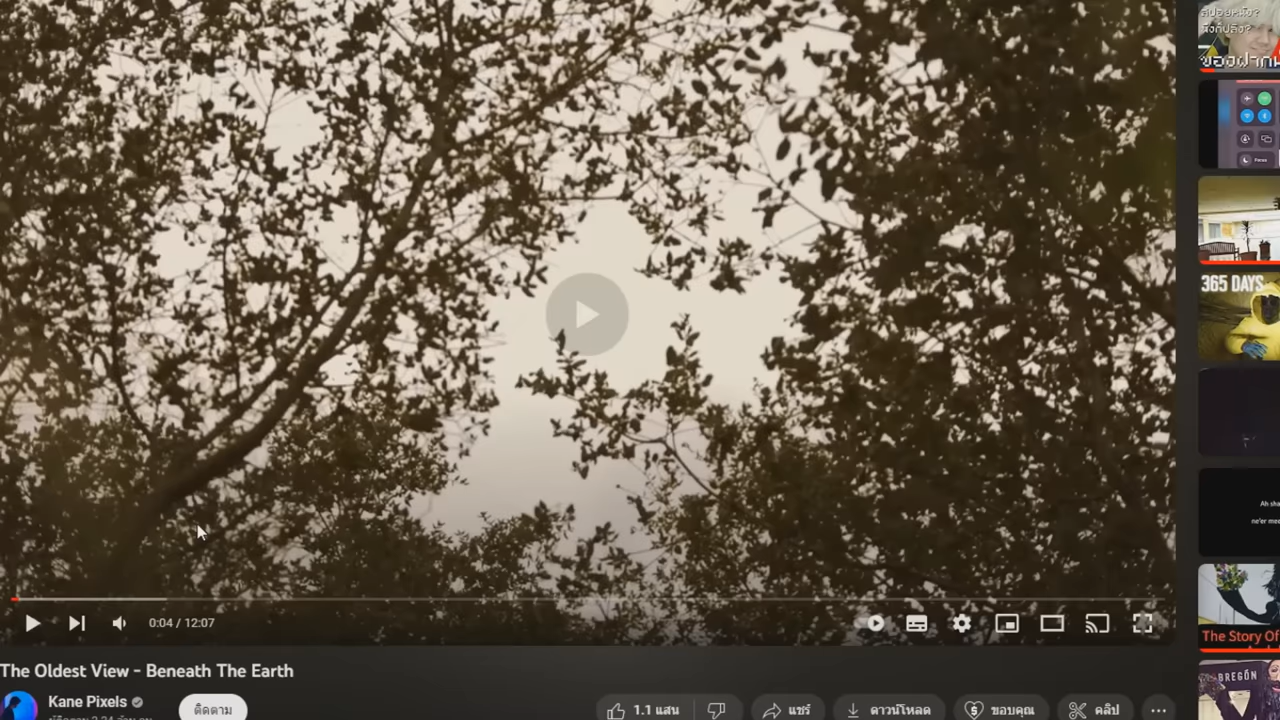 ของฝาก
365 DAYS
The Story Of
BREGÓN
0:04 / 12:07
The Oldest View - Beneath The Earth
Kane Pixels
ติดตาม
1.1 แสน
แชร์
ดาวน์โหลด
ขอบคุณ
คลิป